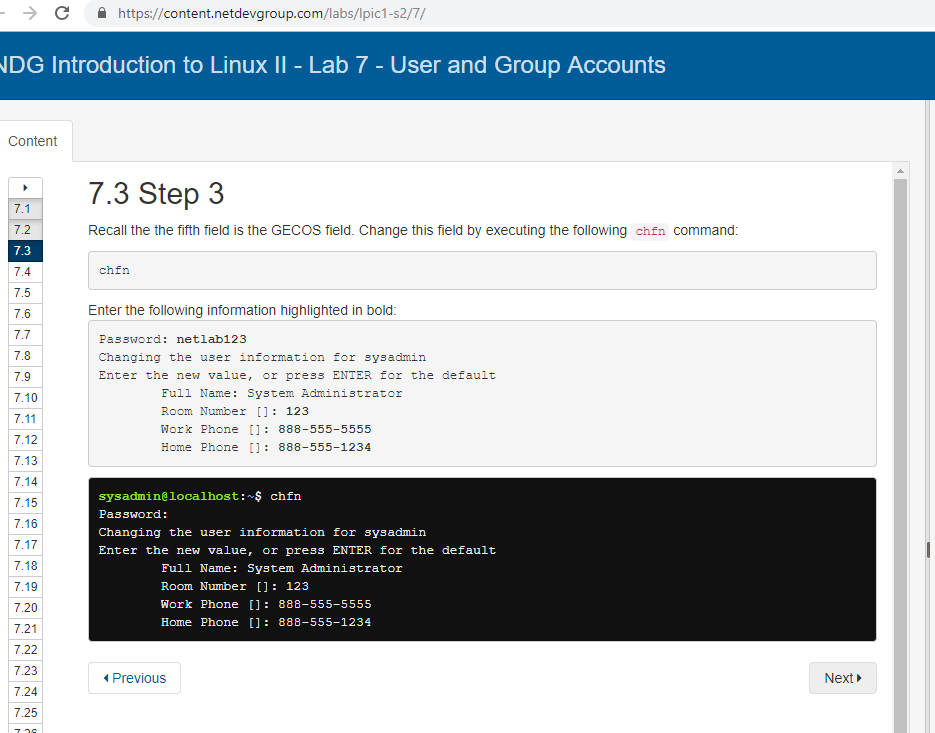 https://content.netdevgroup.com/labs/lpic1-s2/7/
NDG Introduction to Linux II - Lab 7 - User and Group Accounts
Content
7.1
7.2
7.3
7.4
7.5
7.6
7.7
7.8
7.9
7.10
7.11
7.12
7.13
7.14
7.15
7.16
7.17
7.18
7.19
7.20
7.21
7.22
7.23
7.24
7.25
7.26
7.3 Step 3
Recall the the fifth field is the GECOS field. Change this field by executing the following chfn command:
chfn
Enter the following information highlighted in bold:
Password: netlab123
Changing the user information for sysadmin
Enter the new value, or press ENTER for the default
Full Name: System Administrator
Room Number []: 123
Work Phone []: 888-555-5555
Home Phone []: 888-555-1234
sysadmin@localhost:~$ chfn
Password:
Changing the user information for sysadmin
Enter the new value, or press ENTER for the default
Full Name: System Administrator
Room Number []: 123
Work Phone []: 888-555-5555
Home Phone []: 888-555-1234
Previous
Next